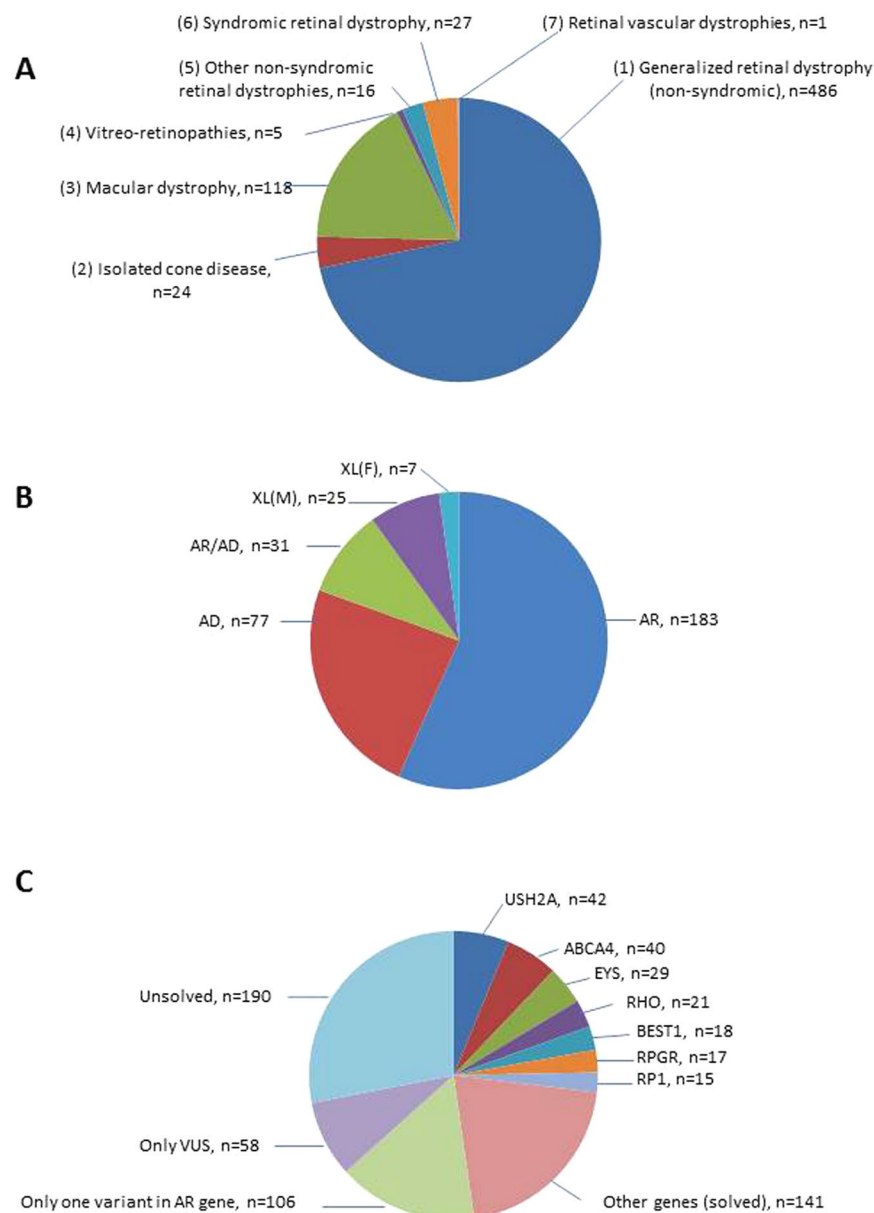 A
(6) Syndromic retinal dystrophy, n=27
(7) Retinal vascular dystrophies, n=1
(5) Other non-syndromic
retinal dystrophies, n=16
(1) Generalized retinal dystrophy
(non-syndromic), n=486
(4) Vitreo-retinopathies, n=5
(3) Macular dystrophy, n=118
(2) Isolated cone disease,
n=24
B
XL(F), n=7
XL(M), n=25
AR/AD, n=31
AD, n=77
AR, n=183
C
USH2A, n=42
ABCA4, n=40
EYS, n=29
RHO, n=21
BEST1, n=18
RPGR, n=17
RP1, n=15
Unsolved, n=190
Only VUS, n=58
Only one variant in AR gene, n=106
Other genes (solved), n=141